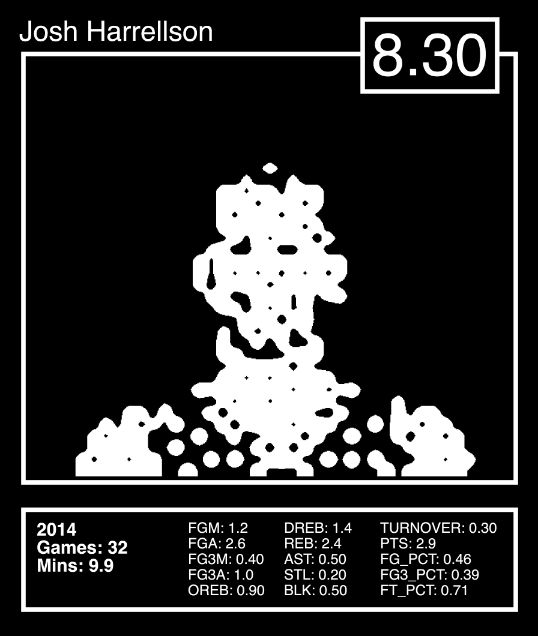 Josh Harrellson
8.30
2014
Games: 32
Mins: 9.9
FGM: 1.2
FGA: 2.6
FG3M: 0.40
FG3A: 1.0
OREB: 0.90
DREB: 1.4
REB: 2.4
AST: 0.50
STL: 0.20
BLK: 0.50
TURNOVER: 0.30
PTS: 2.9
FG_PCT: 0.46
FG3_PCT: 0.39
FT_PCT: 0.71